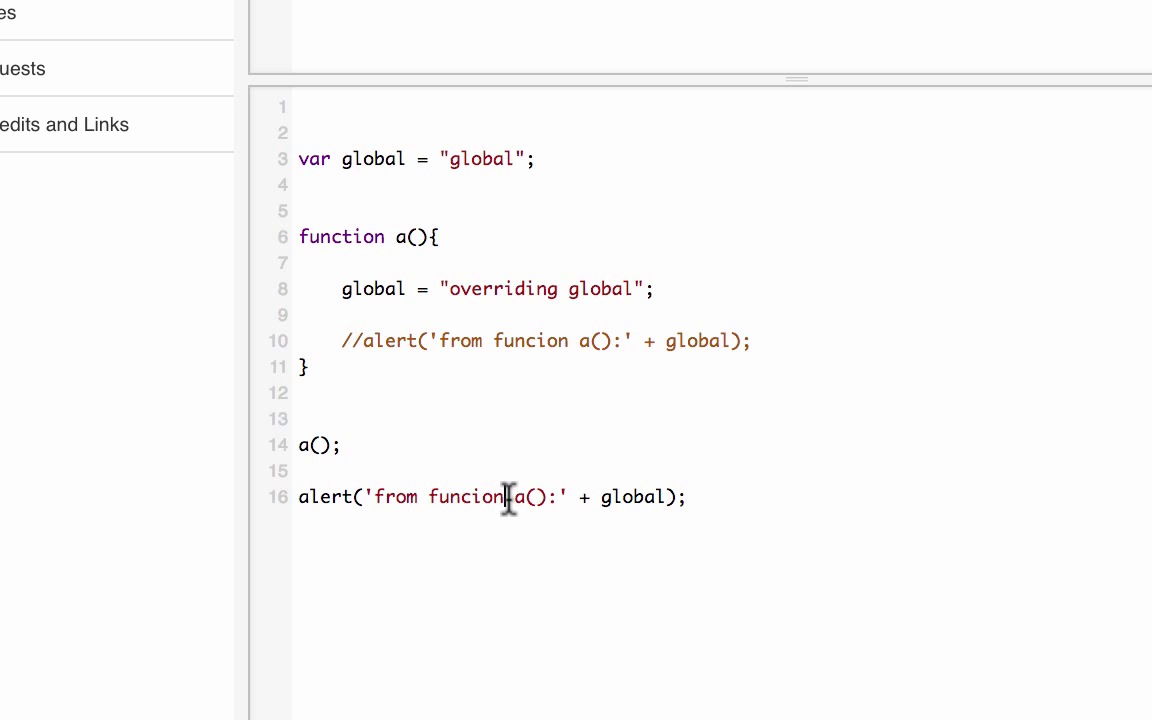 es
uests
edits and Links
1
2
3 var global = "global";
4
5
6 function a(){
7
8 global = "overriding global";
9
10 //alert('from funcion a():' + global);
11 }
12
13
14 a();
15
16 alert('from funcion a():' + global);